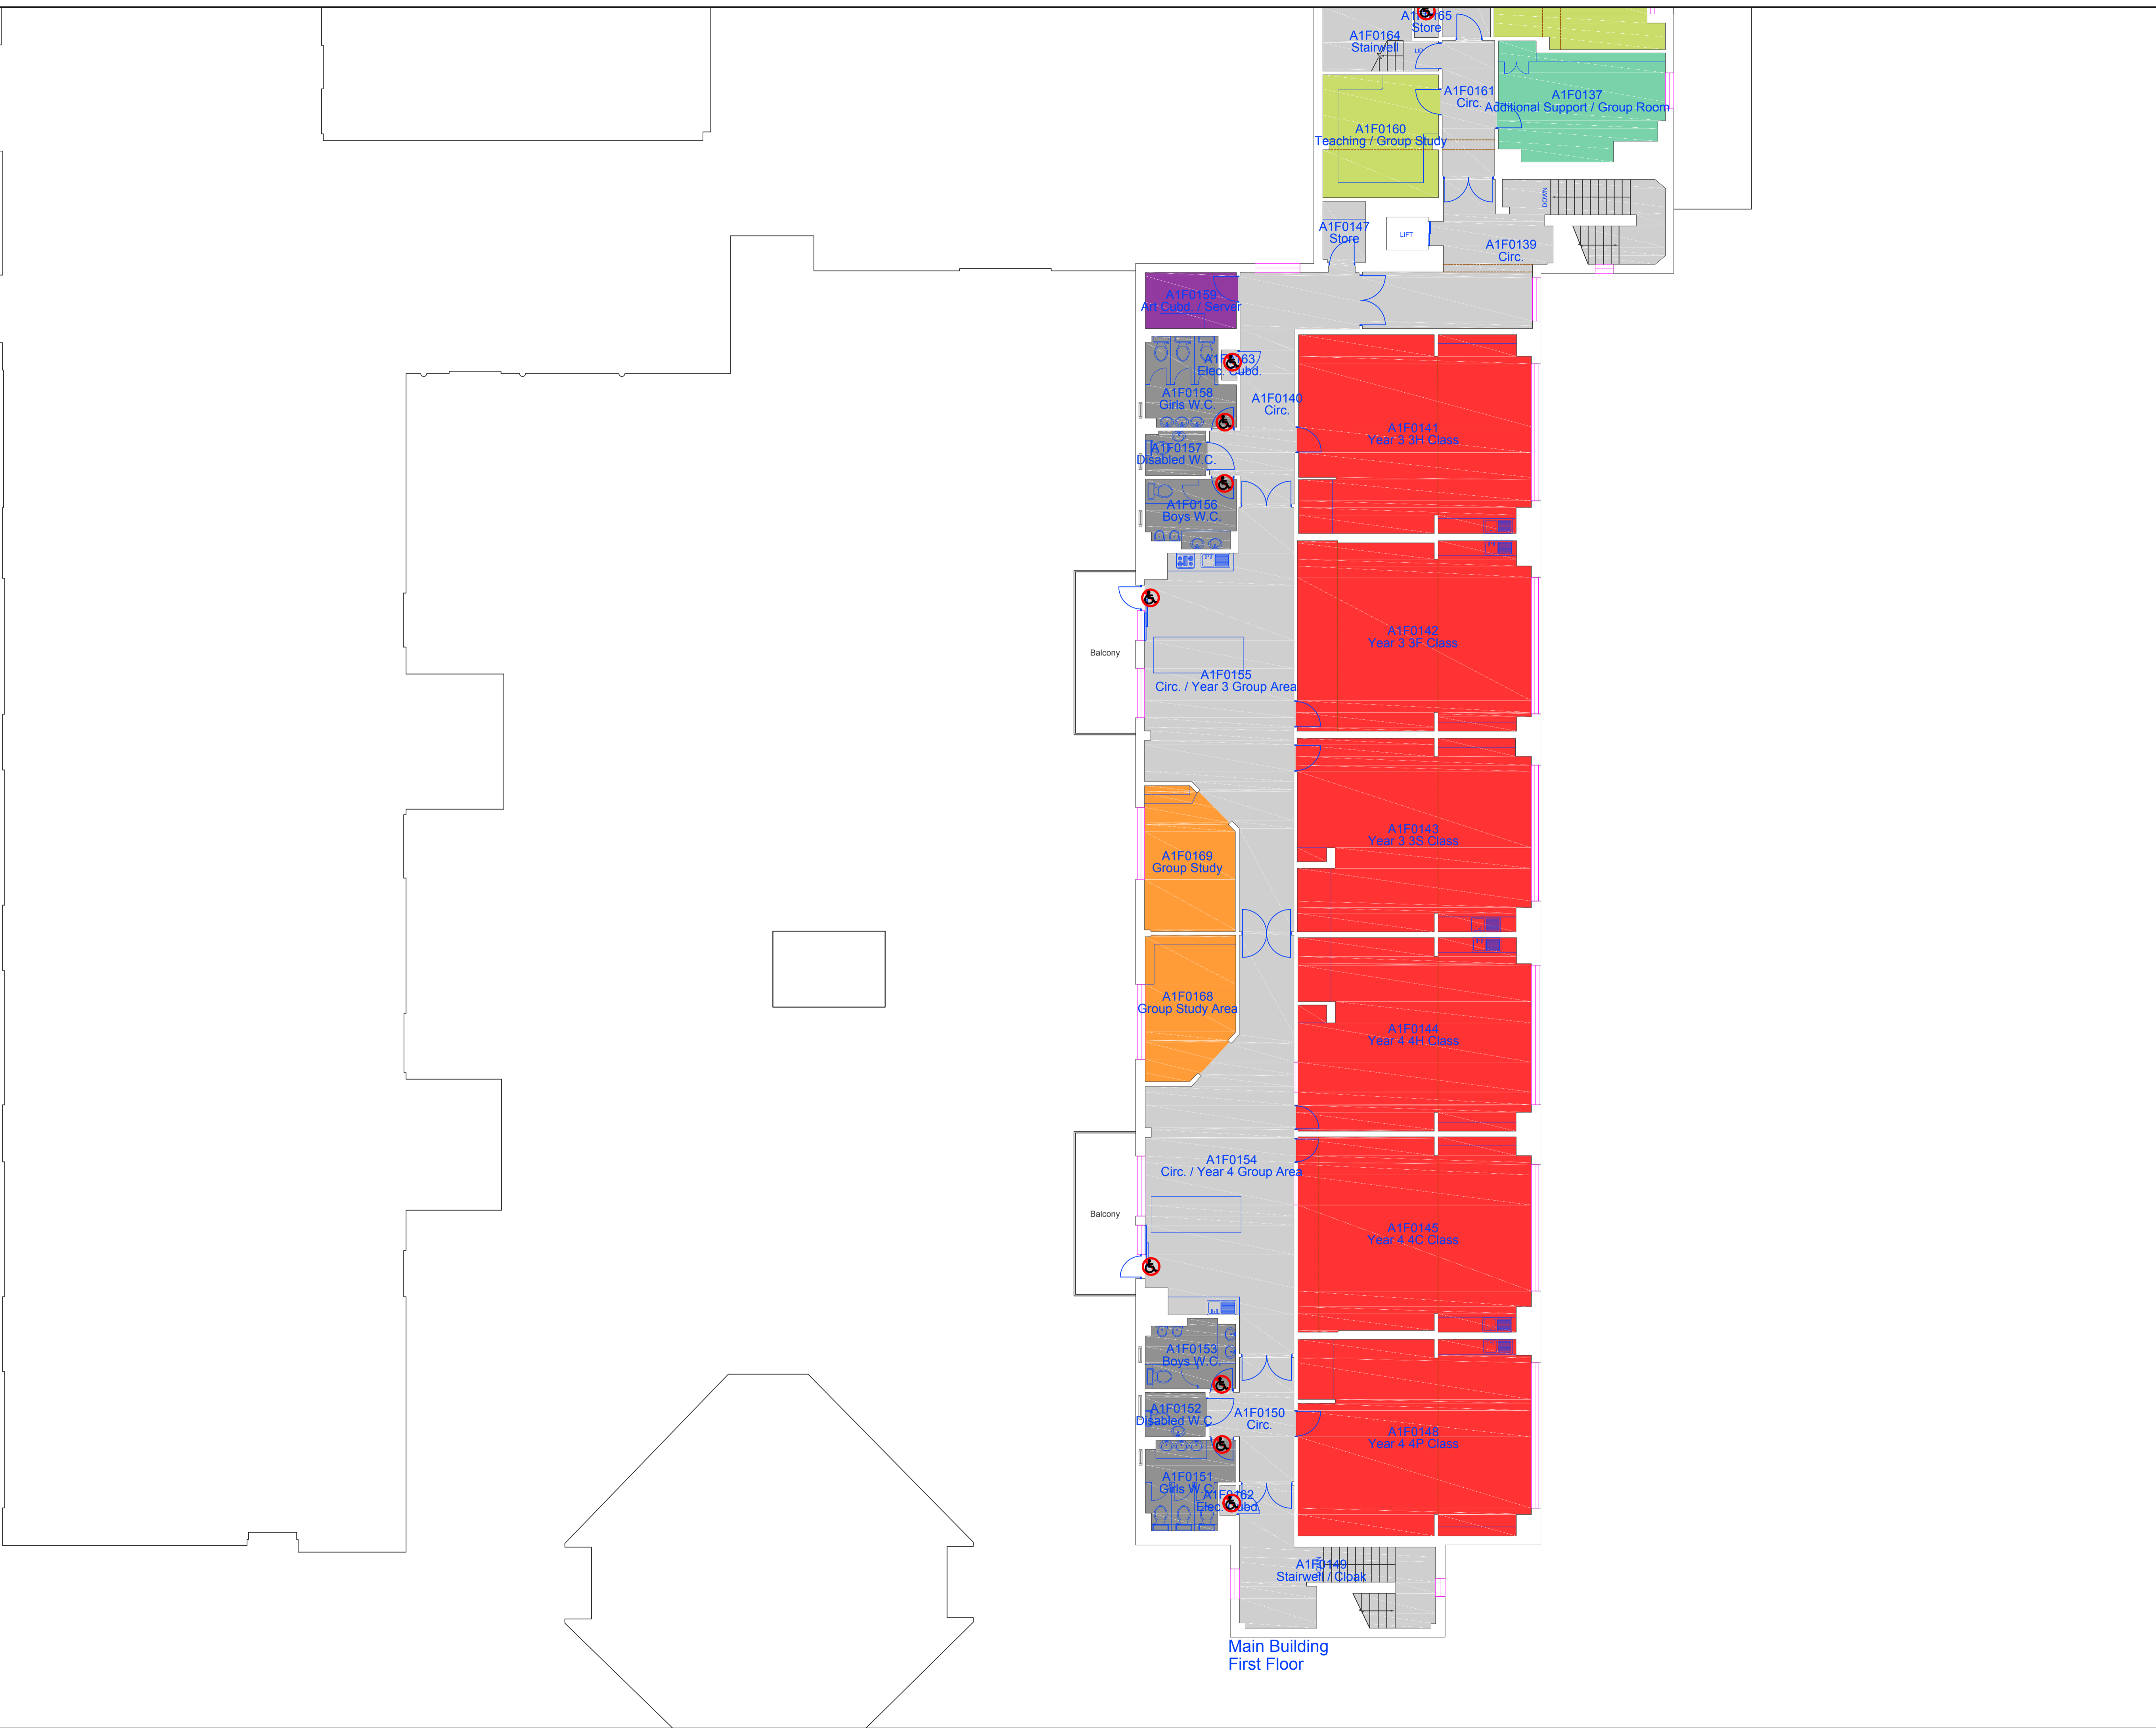 A1F0165
Store
A1F0164
Stairwell
UP
A1F0161
Circ.
A1F0137
Additional Support / Group Room
A1F0160
Teaching / Group Study
DOWN
A1F0147
Store
LIFT
A1F0139
Circ.
A1F0159
Art Cubd. / Server
A1F0163
Elec. Cubd.
A1F0158
Girls W.C.
A1F0140
Circ.
A1F0141
Year 3 3H Class
A1F0157
Disabled W.C.
A1F0156
Boys W.C.
A1F0142
Year 3 3F Class
Balcony
A1F0155
Circ. / Year 3 Group Area
A1F0143
Year 3 3S Class
A1F0169
Group Study
A1F0168
Group Study Area
A1F0144
Year 4 4H Class
A1F0154
Circ. / Year 4 Group Area
Balcony
A1F0145
Year 4 4C Class
A1F0153
Boys W.C.
A1F0152
Disabled W.C.
A1F0150
Circ.
A1F0148
Year 4 4P Class
A1F0151
Girls W.C.
A1F0162
Elec. Cubd.
A1F0149
Stairwell / Cloak
Main Building
First Floor